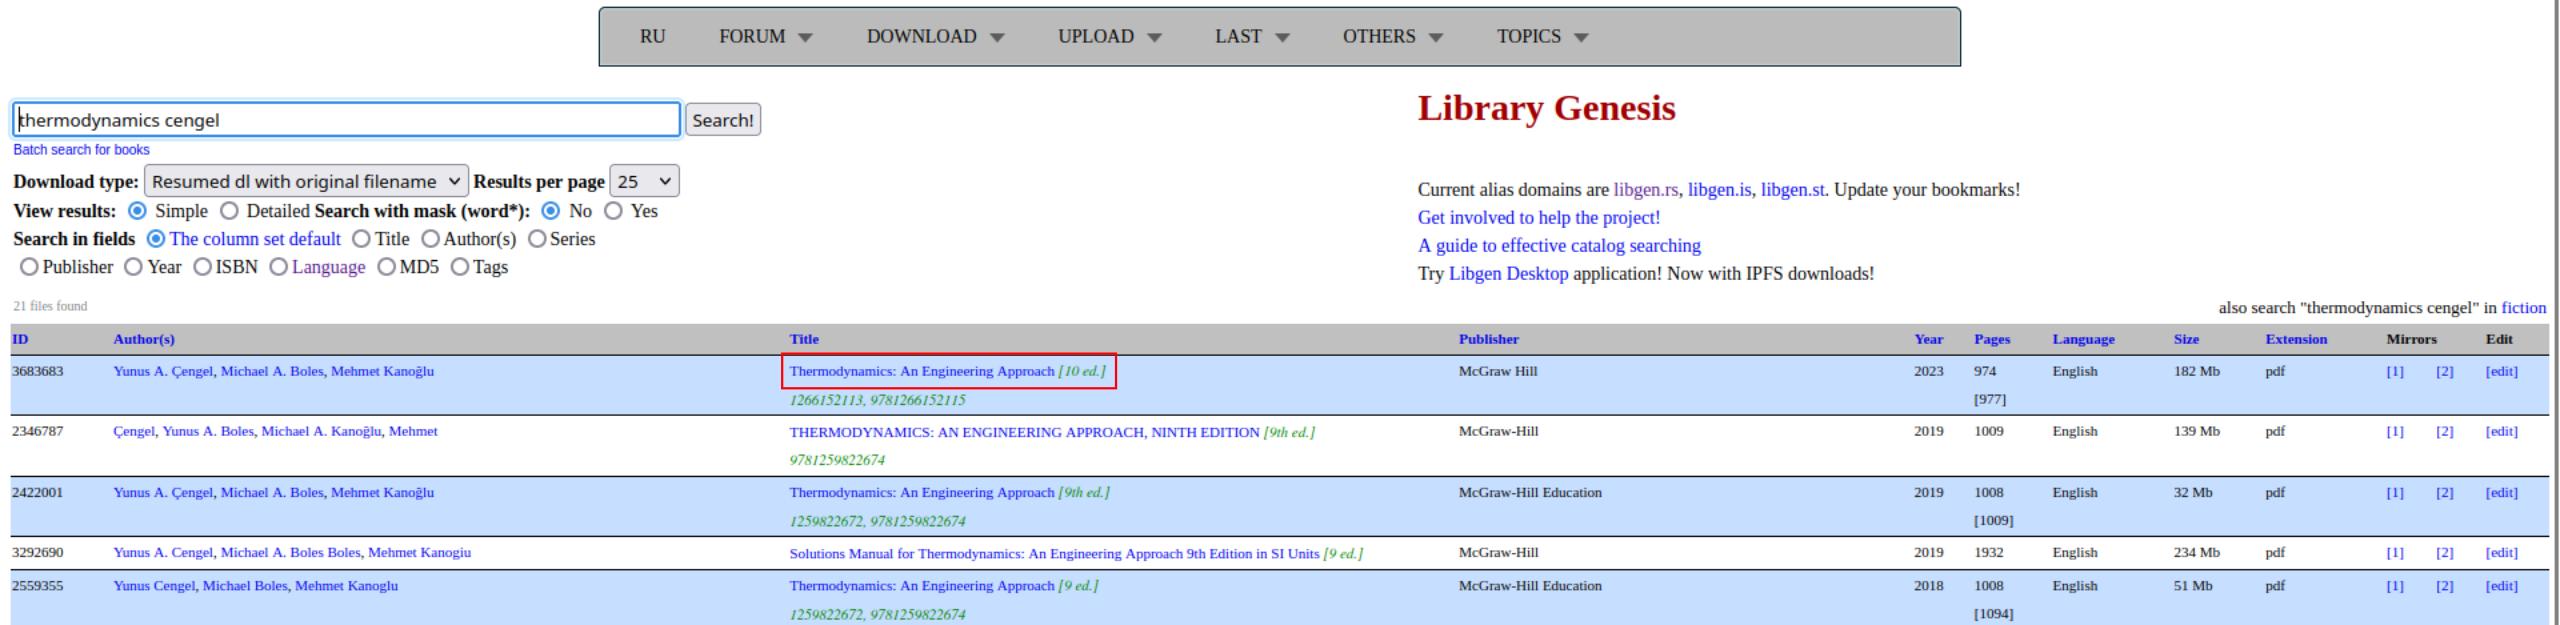 RU FORUM DOWNLOAD UPLOAD LAST OTHERS TOPICS
thermodynamics cengel Search!
Batch search for books
Download type: Resumed dl with original filename Results per page 25
View results: Simple Detailed Search with mask (word*): No Yes
Search in fields The column set default Title Author(s) Series
Publisher Year ISBN Language MD5 Tags
Library Genesis
Current alias domains are libgen.rs, libgen.is, libgen.st. Update your bookmarks!
Get involved to help the project!
A guide to effective catalog searching
Try Libgen Desktop application! Now with IPFS downloads!
21 files found
also search "thermodynamics cengel" in fiction
ID Author(s) Title Publisher Year Pages Language Size Extension Mirrors Edit
3683683 Yunus A. Çengel, Michael A. Boles, Mehmet Kanoğlu Thermodynamics: An Engineering Approach [10 ed.] McGraw Hill 2023 974 English 182 Mb pdf [1] [2] [edit]
1266152113, 9781266152115 [977]
2346787 Çengel, Yunus A. Boles, Michael A. Kanoğlu, Mehmet THERMODYNAMICS: AN ENGINEERING APPROACH, NINTH EDITION [9th ed.] McGraw-Hill 2019 1009 English 139 Mb pdf [1] [2] [edit]
9781259822674
2422001 Yunus A. Çengel, Michael A. Boles, Mehmet Kanoğlu Thermodynamics: An Engineering Approach [9th ed.] McGraw-Hill Education 2019 1008 English 32 Mb pdf [1] [2] [edit]
1259822672, 9781259822674 [1009]
3292690 Yunus A. Cengel, Michael A. Boles Boles, Mehmet Kanogiu Solutions Manual for Thermodynamics: An Engineering Approach 9th Edition in SI Units [9 ed.] McGraw-Hill 2019 1932 English 234 Mb pdf [1] [2] [edit]
2559355 Yunus Cengel, Michael Boles, Mehmet Kanoglu Thermodynamics: An Engineering Approach [9 ed.] McGraw-Hill Education 2018 1008 English 51 Mb pdf [1] [2] [edit]
1259822672, 9781259822674 [1094]